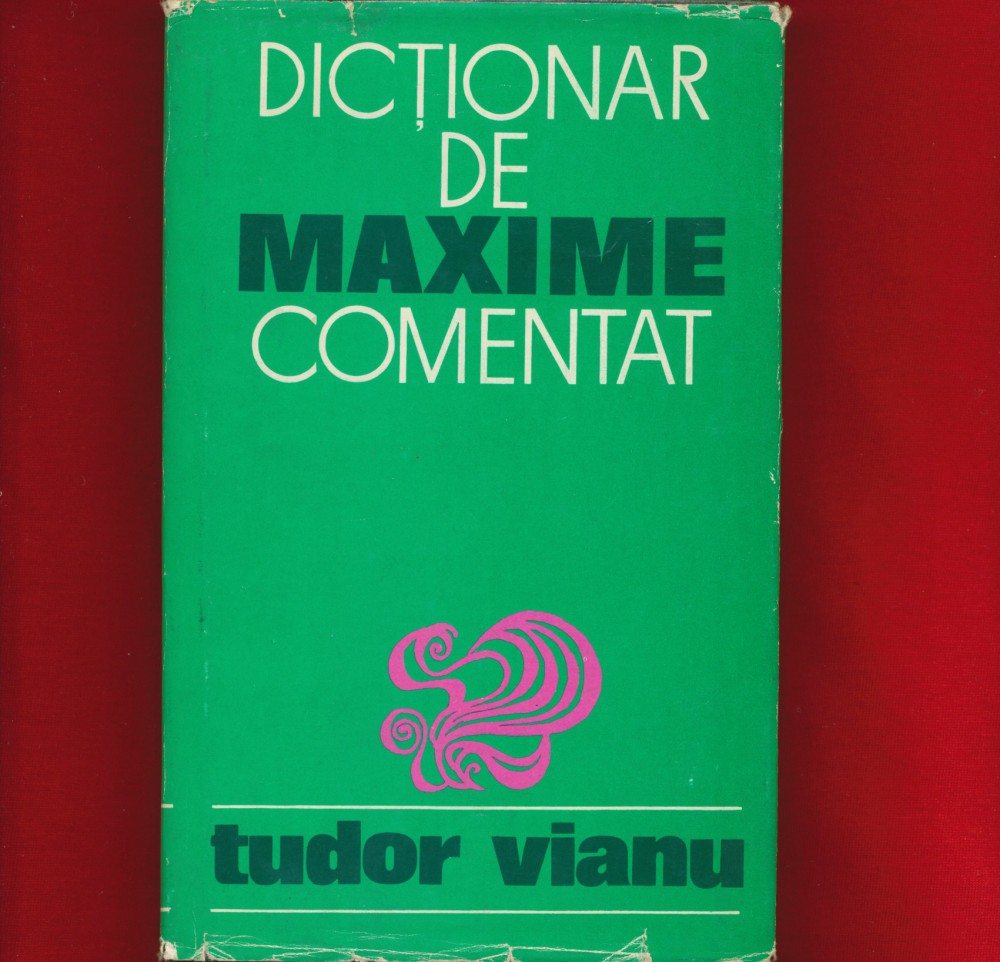 DICȚIONAR
DE
MAXIME
COMENTAT
tudor vianu